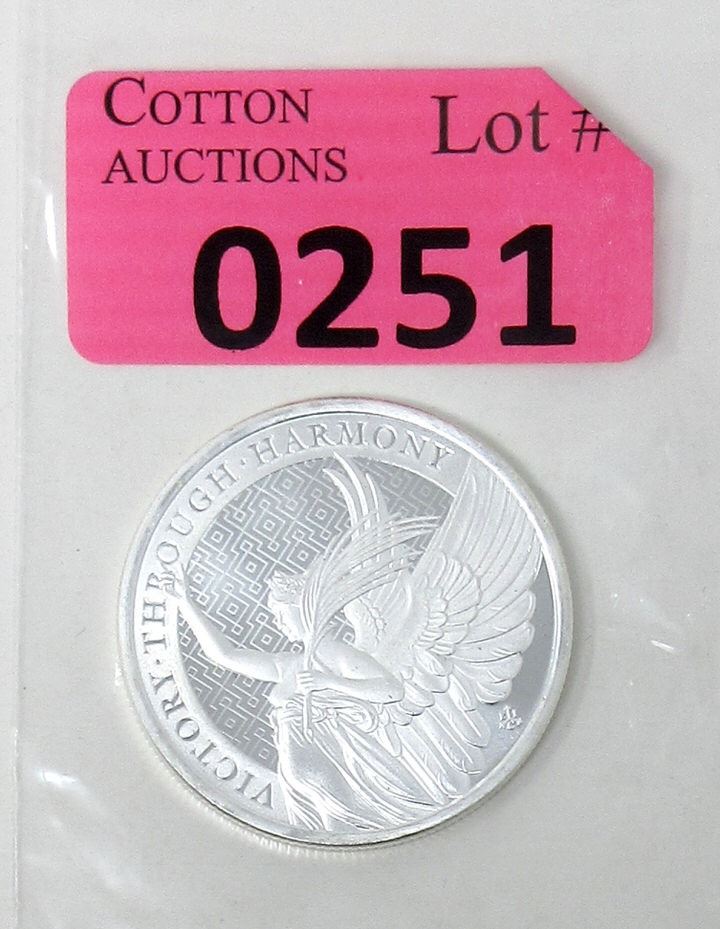 COTTON
AUCTIONS
Lot #
0251
VICTORY · THROUGH · HARMONY